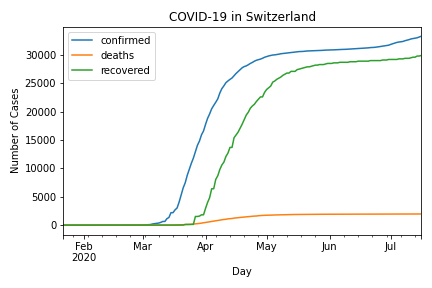 COVID-19 in Switzerland
confirmed
deaths
recovered
Number of Cases
30000
25000
20000
15000
10000
5000
0
Feb Mar Apr May Jun Jul
2020
Day